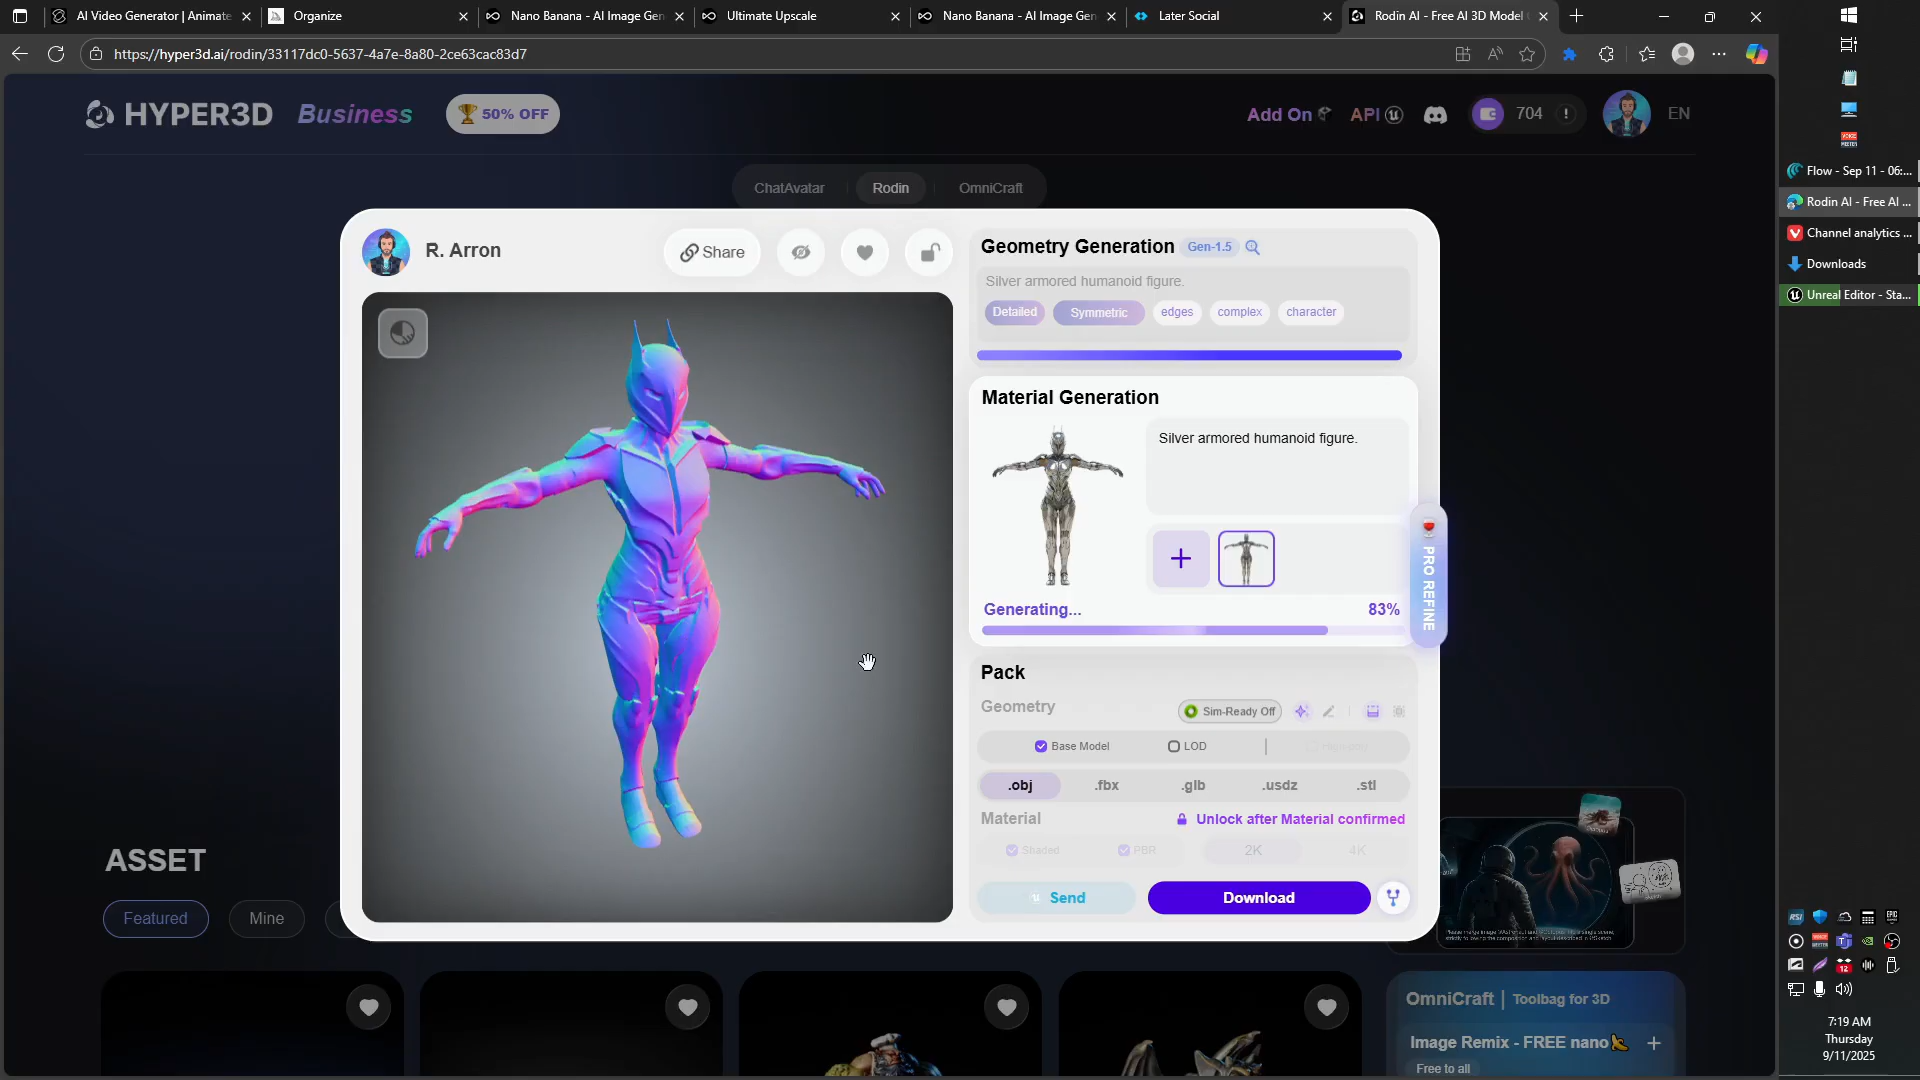 AI Video Generator | Animate
Organize
Nano Banana - AI Image Gen
Ultimate Upscale
Nano Banana - AI Image Gen
Later Social
Rodin AI - Free AI 3D Model
https://hyper3d.ai/rodin/33117dc0-5637-4a7e-8a80-2ce63cac83d7
HYPER3D Business
50% OFF
Add On
API
704
EN
ChatAvatar
Rodin
OmniCraft
R. Arron
Share
Geometry Generation
Gen-1.5
Silver armored humanoid figure.
Detailed
Symmetric
edges
complex
character
Material Generation
Silver armored humanoid figure.
Generating...
83%
PRO REFINE
Pack
Geometry
Sim-Ready Off
Base Model
LOD
.obj
.fbx
.glb
.usdz
.stl
Material
Unlock after Material confirmed
Shaded
PBR
2K
4K
Send
Download
ASSET
Featured
Mine
OmniCraft | Toolbag for 3D
Image Remix - FREE nano
Free to all
Flow - Sep 11 - 06:...
Rodin AI - Free AI ...
Channel analytics ...
Downloads
Unreal Editor - Sta...
RSI
EPIC
12
7:19 AM
Thursday
9/11/2025